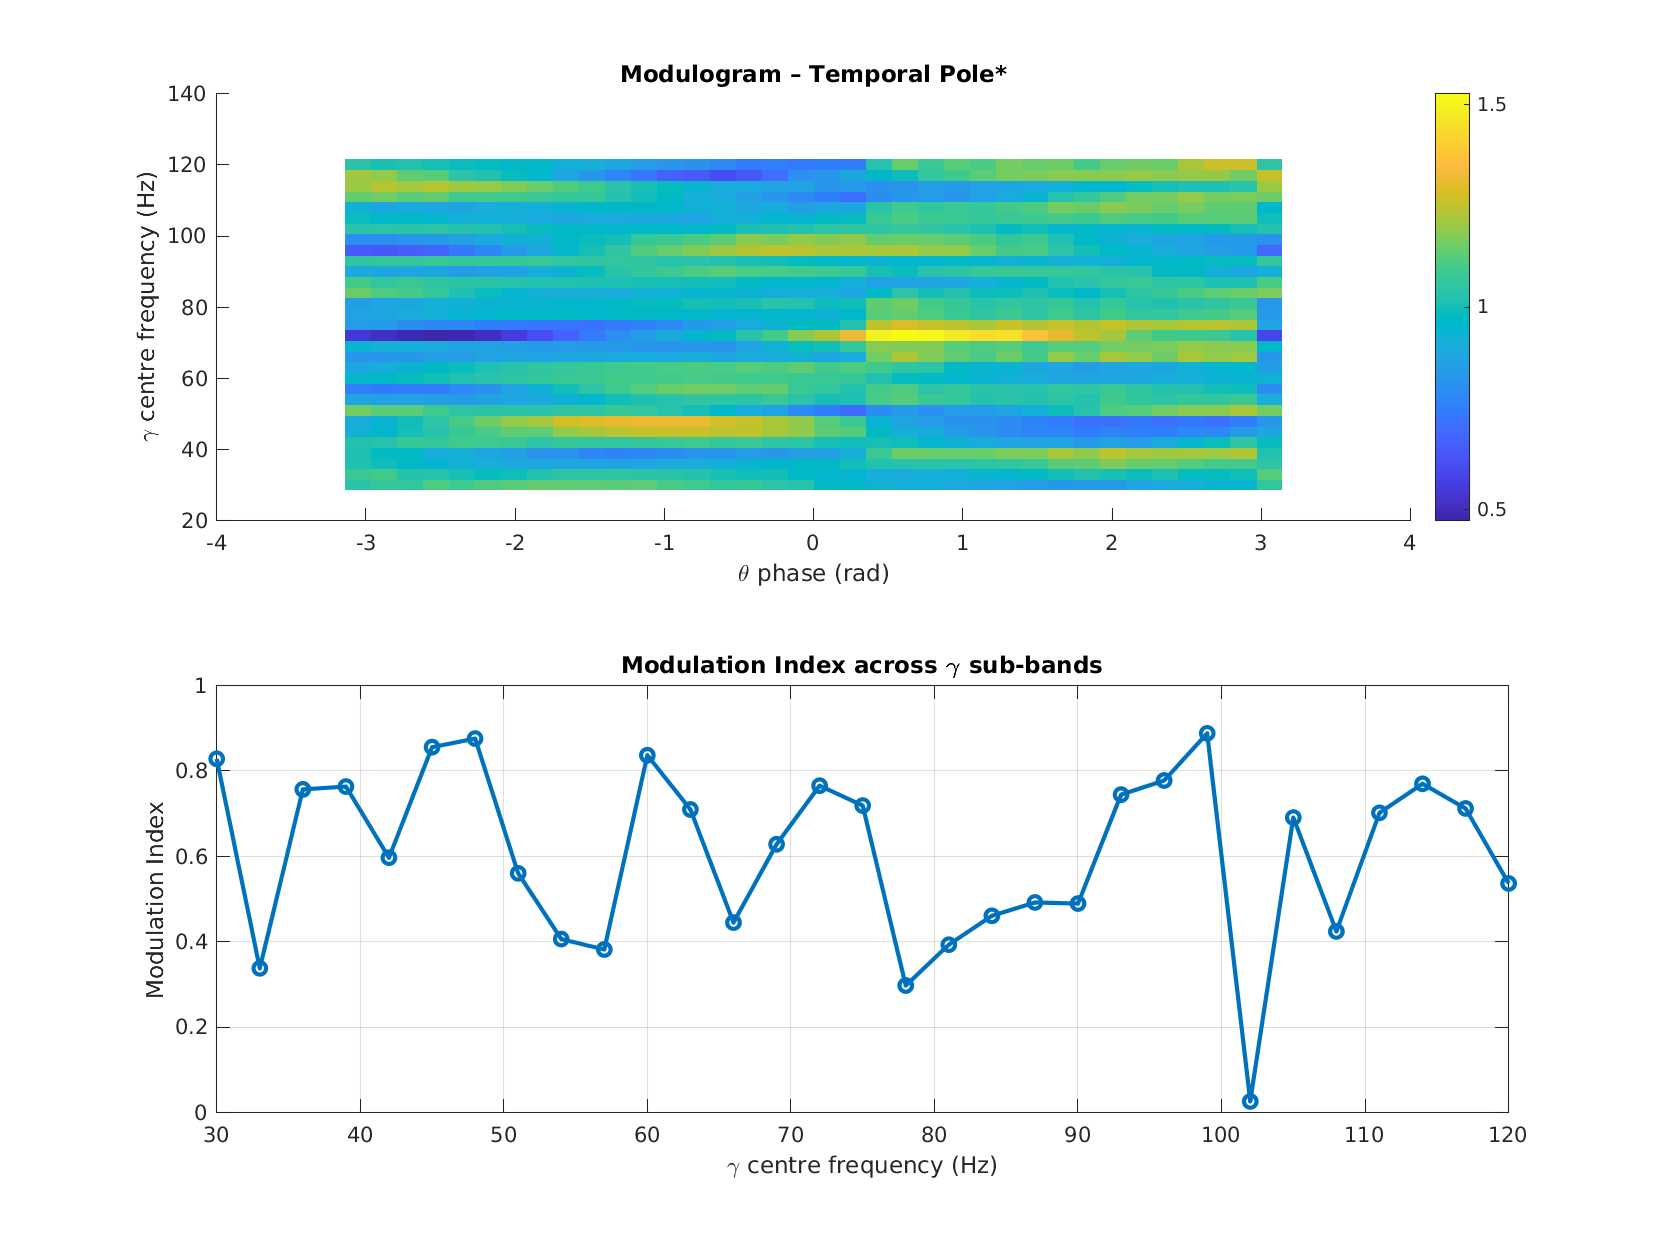 Modulogram – Temporal Pole*
γ centre frequency (Hz)
140
120
100
80
60
40
20
-4 -3 -2 -1 0 1 2 3 4
θ phase (rad)
1.5
1
0.5
Modulation Index across γ sub-bands
Modulation Index
1
0.8
0.6
0.4
0.2
0
30 40 50 60 70 80 90 100 110 120
γ centre frequency (Hz)